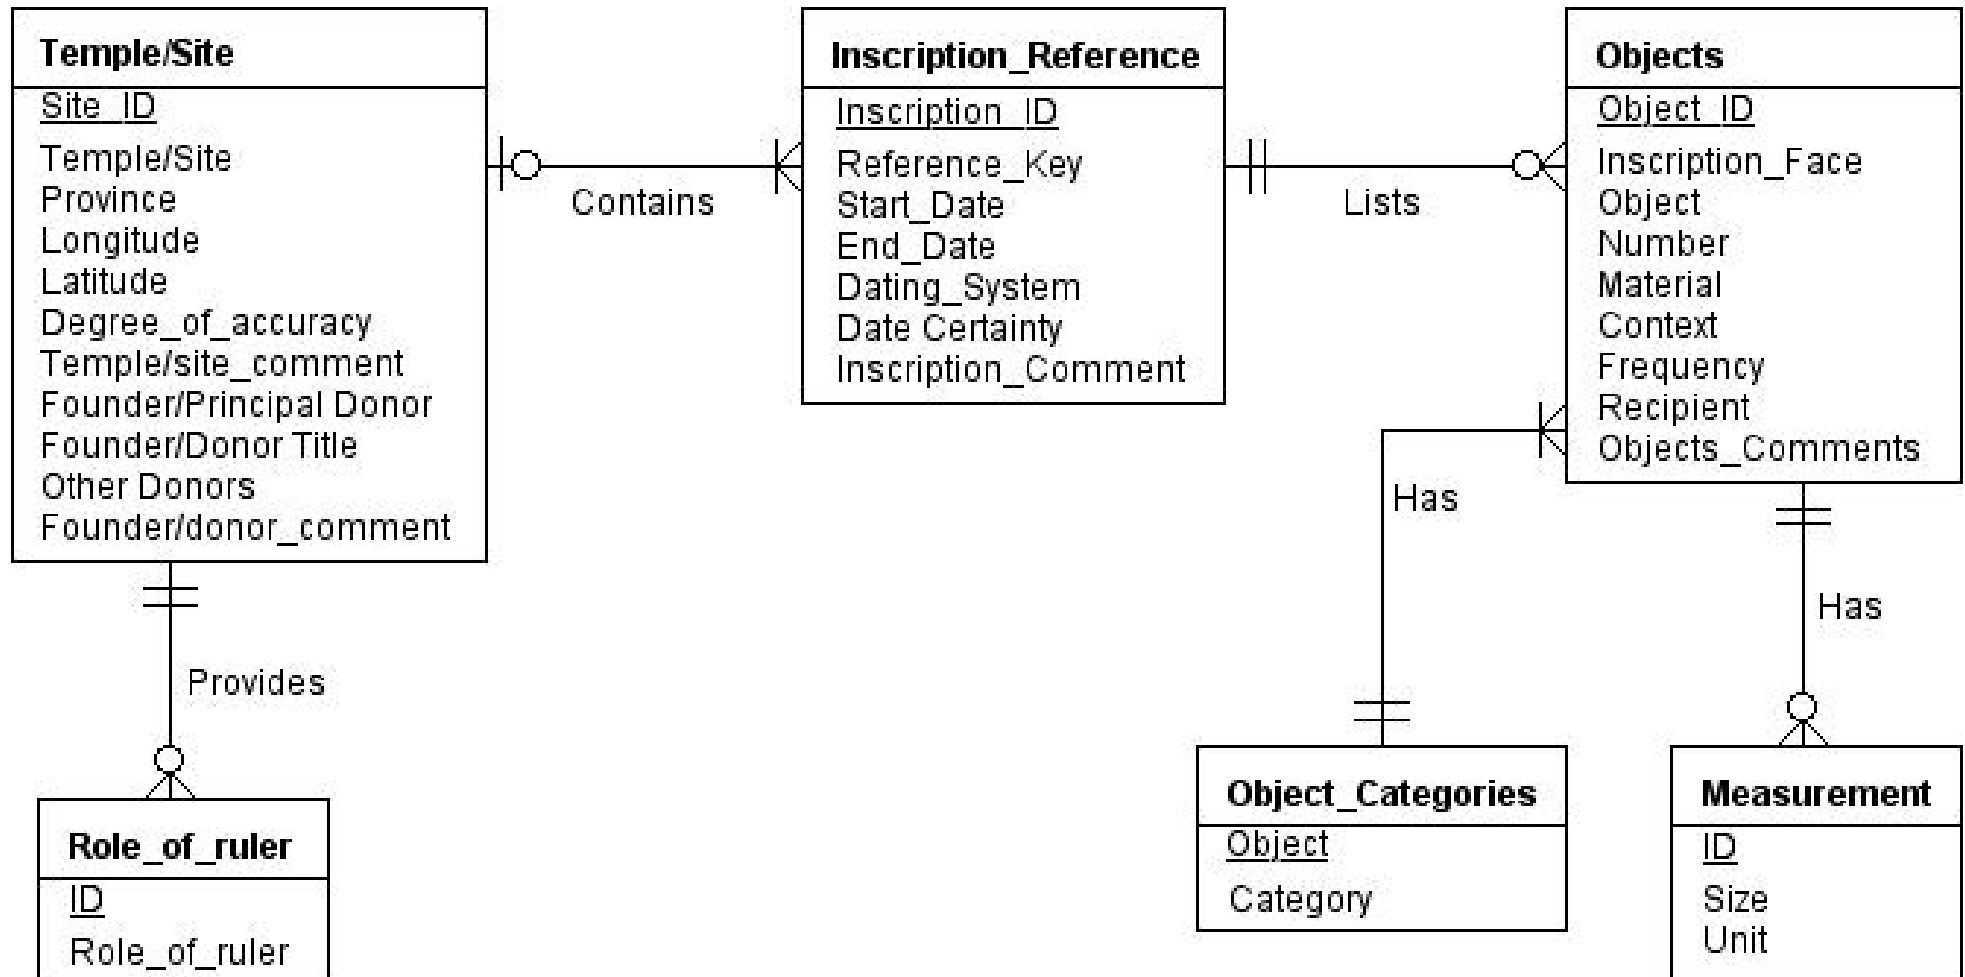 Temple/Site
Site_ID
Temple/Site
Province
Longitude
Latitude
Degree_of_accuracy
Temple/site_comment
Founder/Principal Donor
Founder/Donor Title
Other Donors
Founder/donor_comment
Contains
Inscription_Reference
Inscription_ID
Reference_Key
Start_Date
End_Date
Dating_System
Date Certainty
Inscription_Comment
Lists
Objects
Object_ID
Inscription_Face
Object
Number
Material
Context
Frequency
Recipient
Objects_Comments
Has
Has
Provides
Role_of_ruler
ID
Role_of_ruler
Object_Categories
Object
Category
Measurement
ID
Size
Unit